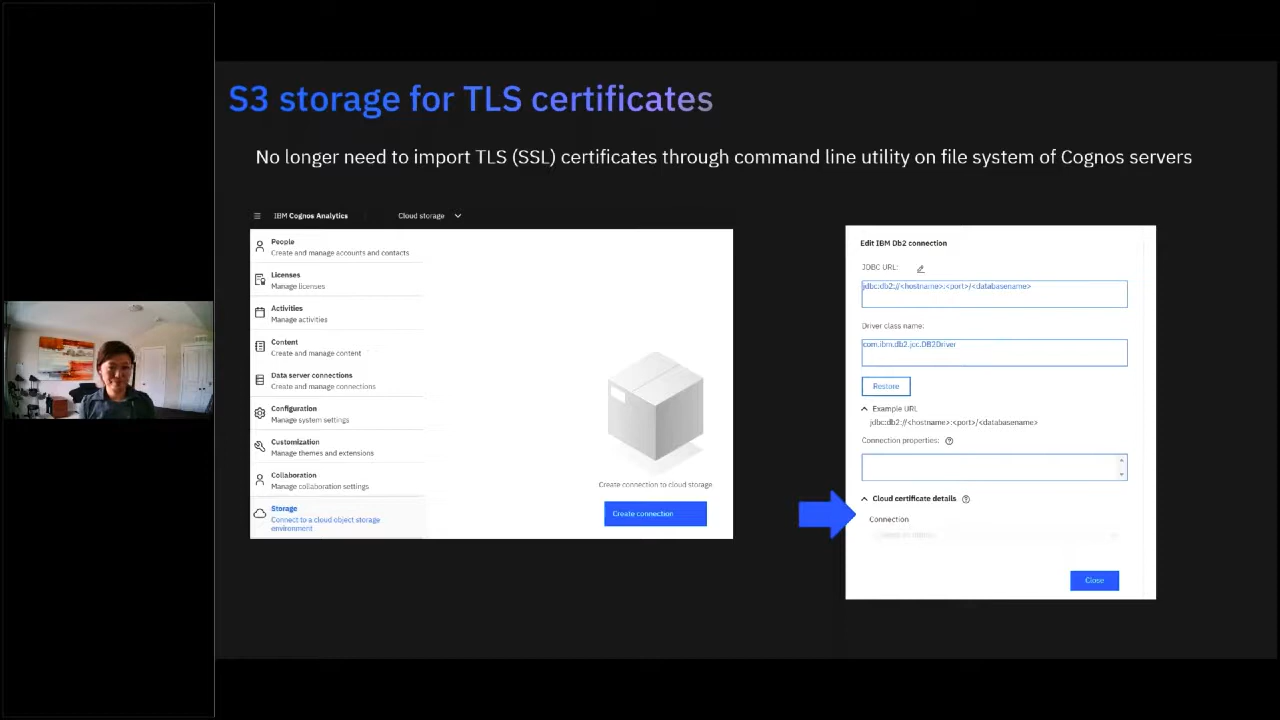 S3 storage for TLS certificates
No longer need to import TLS (SSL) certificates through command line utility on file system of Cognos servers
IBM Cognos Analytics
Cloud storage
People
Create and manage accounts and contacts
Licenses
Manage licenses
Activities
Manage activities
Content
Create and manage content
Data server connections
Create and manage connections
Configuration
Manage system settings
Customization
Manage themes and extensions
Collaboration
Manage collaboration settings
Storage
Connect to a cloud object storage
environment
Create connection to cloud storage.
Create connection
Edit IBM Db2 connection
JDBC URL:
jdbc:db2://<hostname>:<port>/<databasename>
Driver class name:
com.ibm.db2.jcc.DB2Driver
Restore
Example URL
jdbc:db2://<hostname>:<port>/<databasename>
Connection properties:
Cloud certificate details
Connection
Close